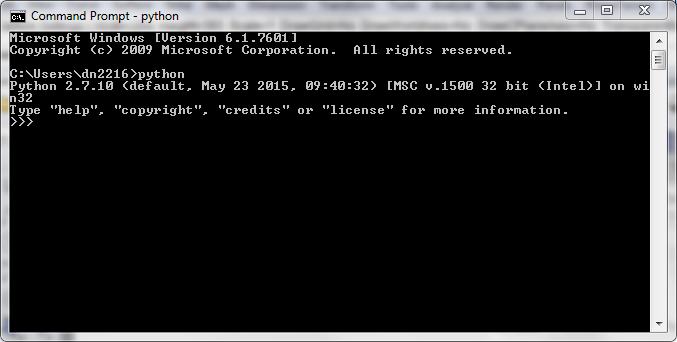 Command Prompt - python
Microsoft Windows [Version 6.1.7601]
Copyright (c) 2009 Microsoft Corporation.  All rights reserved.
C:\Users\dn2216>python
Python 2.7.10 (default, May 23 2015, 09:40:32) [MSC v.1500 32 bit (Intel)] on wi
n32
Type "help", "copyright", "credits" or "license" for more information.
>>>